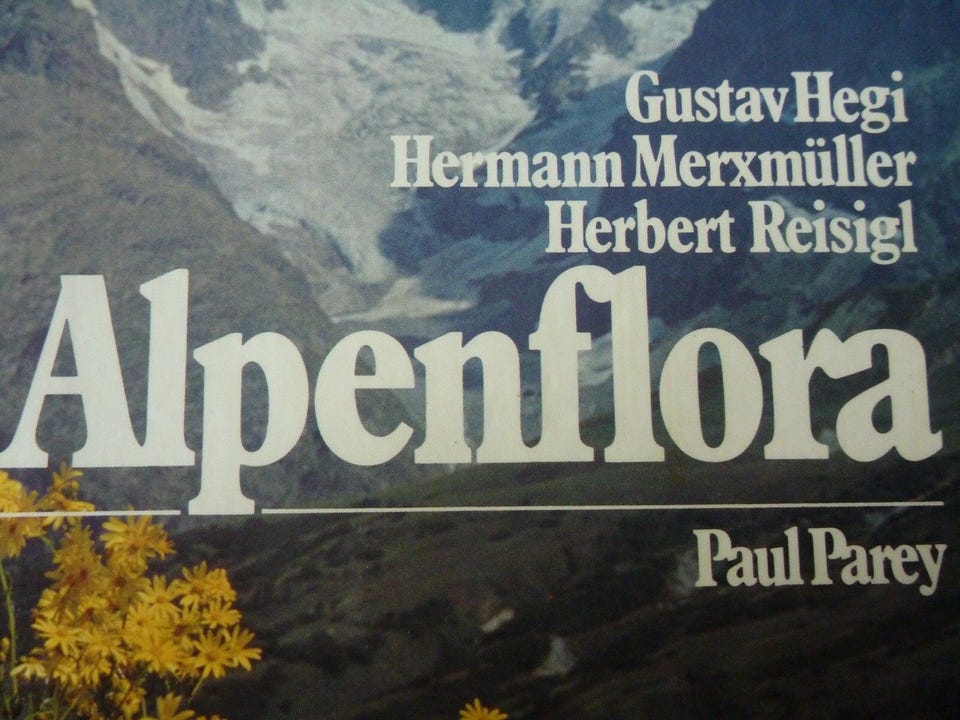 Gustav Hegi
Hermann Merxmüller
Herbert Reisigl
Alpenflora
Paul Parey